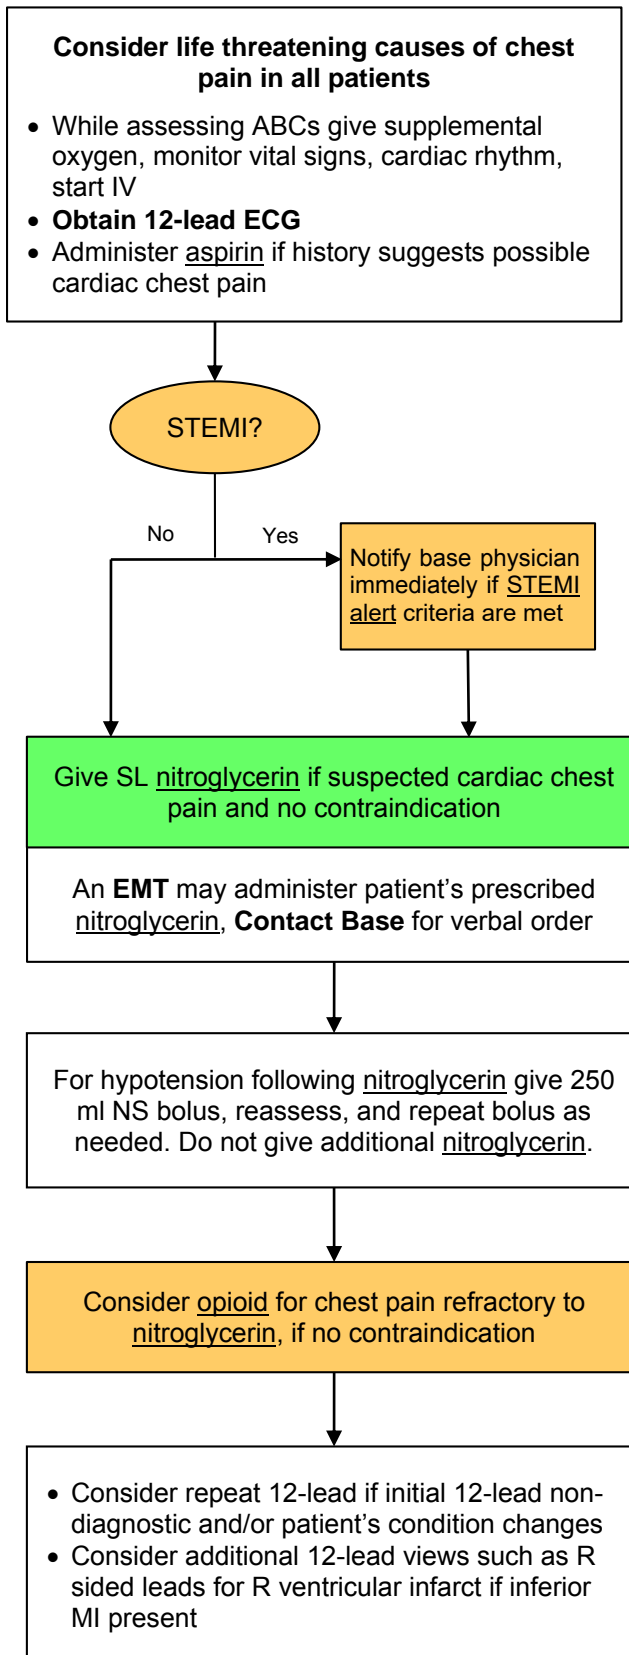 Consider life threatening causes of chest
pain in all patients
• While assessing ABCs give supplemental
oxygen, monitor vital signs, cardiac rhythm,
start IV
• Obtain 12-lead ECG
• Administer aspirin if history suggests possible
cardiac chest pain
STEMI?
No
Yes
Notify base physician
immediately if STEMI
alert criteria are met
Give SL nitroglycerin if suspected cardiac chest
pain and no contraindication
An EMT may administer patient's prescribed
nitroglycerin, Contact Base for verbal order
For hypotension following nitroglycerin give 250
ml NS bolus, reassess, and repeat bolus as
needed. Do not give additional nitroglycerin.
Consider opioid for chest pain refractory to
nitroglycerin, if no contraindication
• Consider repeat 12-lead if initial 12-lead non-
diagnostic and/or patient's condition changes
• Consider additional 12-lead views such as R
sided leads for R ventricular infarct if inferior
MI present